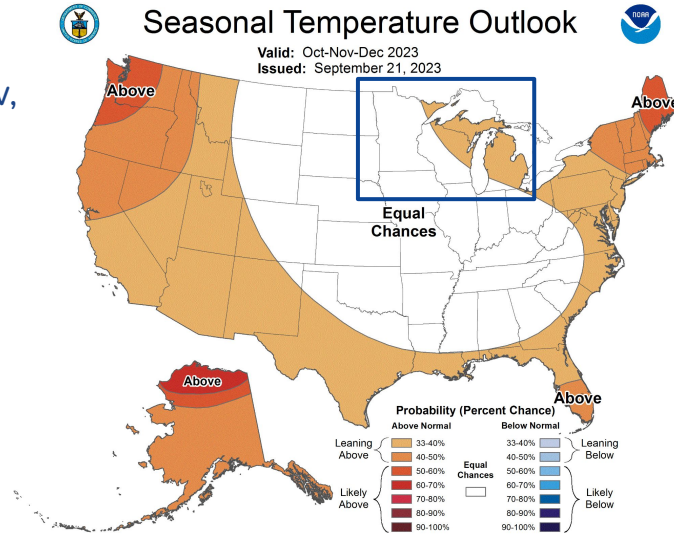 Seasonal Temperature Outlook
NOAA
Valid: Oct-Nov-Dec 2023
Issued: September 21, 2023
v,
Above
Above
Equal
Chances
Above
Above
Probability (Percent Chance)
Above Normal
Below Normal
Leaning
Above
33-40%
40-50%
Likely
Above
50-60%
60-70%
70-80%
80-90%
90-100%
Equal
Chances
33-40%
40-50%
Leaning
Below
50-60%
60-70%
70-80%
80-90%
90-100%
Likely
Below